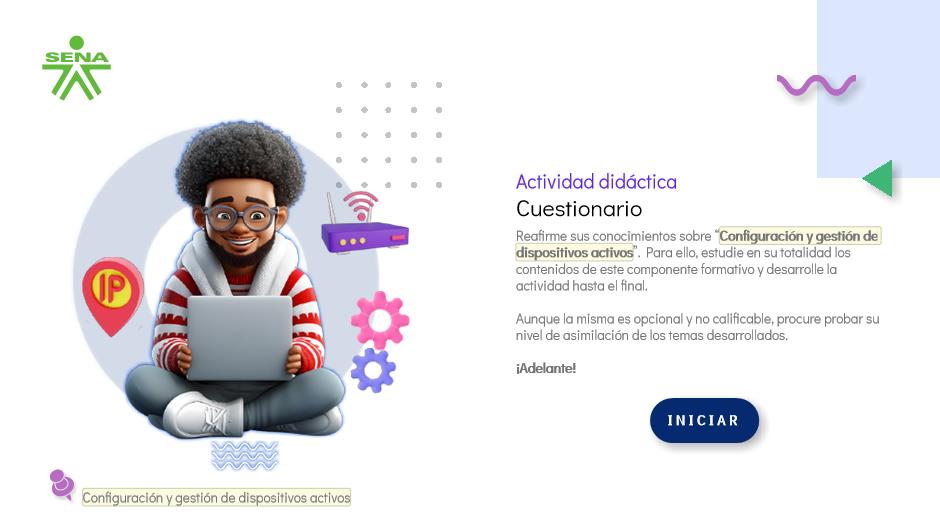 SENA
IP
Actividad didáctica
Cuestionario
Reafirme sus conocimientos sobre “Configuración y gestión de
dispositivos activos”. Para ello, estudie en su totalidad los
contenidos de este componente formativo y desarrolle la
actividad hasta el final.
Aunque la misma es opcional y no calificable, procure probar su
nivel de asimilación de los temas desarrollados.
¡Adelante!
INICIAR
Configuración y gestión de dispositivos activos